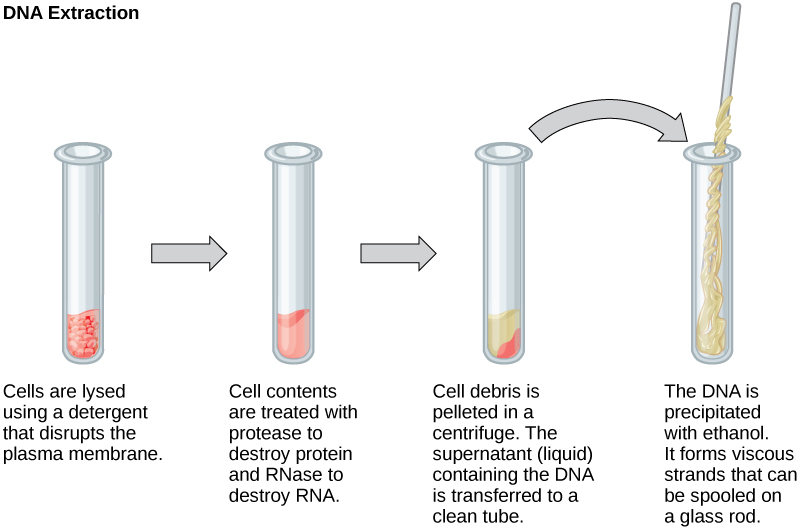 DNA Extraction
Cells are lysed
using a detergent
that disrupts the
plasma membrane.
Cell contents
are treated with
protease to
destroy protein
and RNase to
destroy RNA.
Cell debris is
pelleted in a
centrifuge. The
supernatant (liquid)
containing the DNA
is transferred to a
clean tube.
The DNA is
precipitated
with ethanol.
It forms viscous
strands that can
be spooled on
a glass rod.